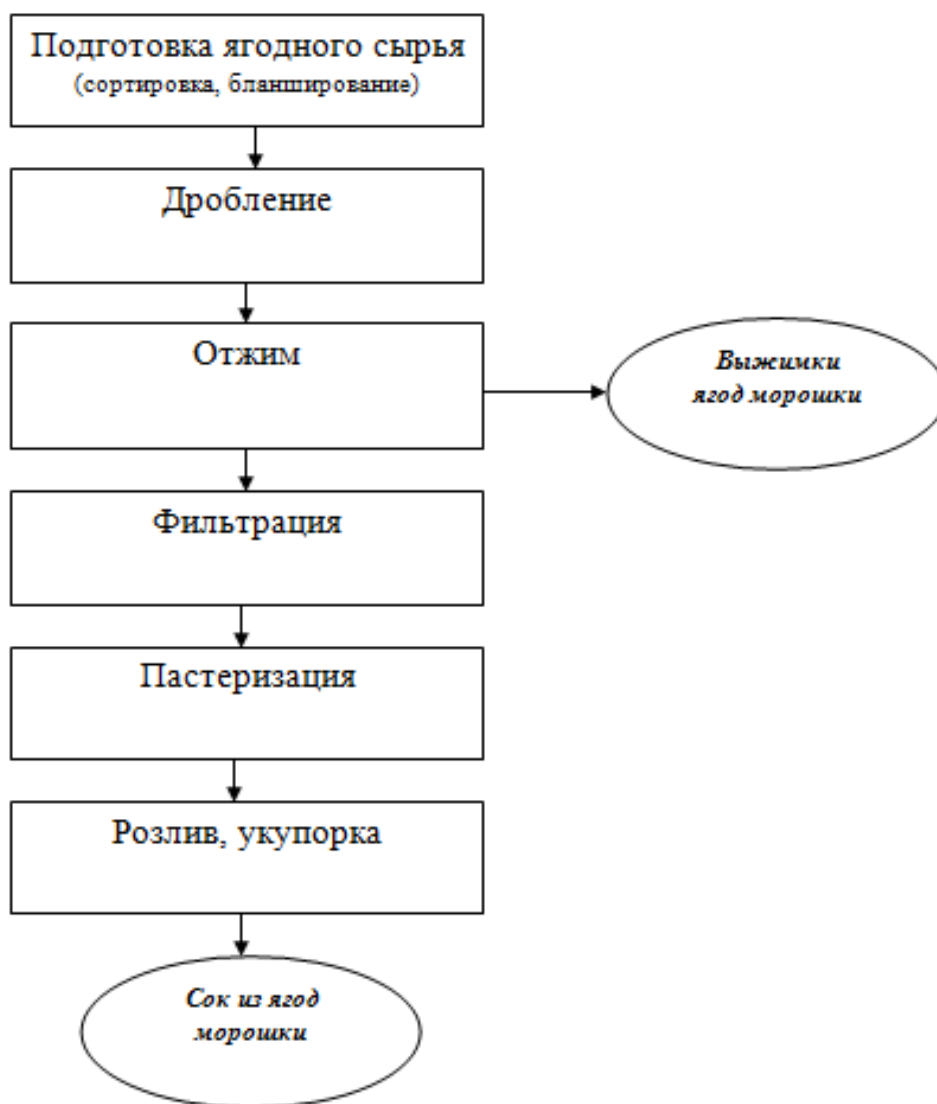 Подготовка ягодного сырья
(сортировка, бланширование)
Дробление
Отжим
Выжимки
ягод морошки
Фильтрация
Пастеризация
Розлив, укупорка
Сок из ягод
морошки